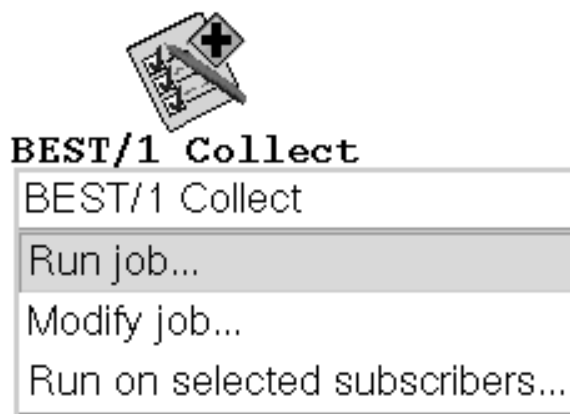 BEST/1 Collect
BEST/1 Collect
Run job...
Modify job...
Run on selected subscribers...